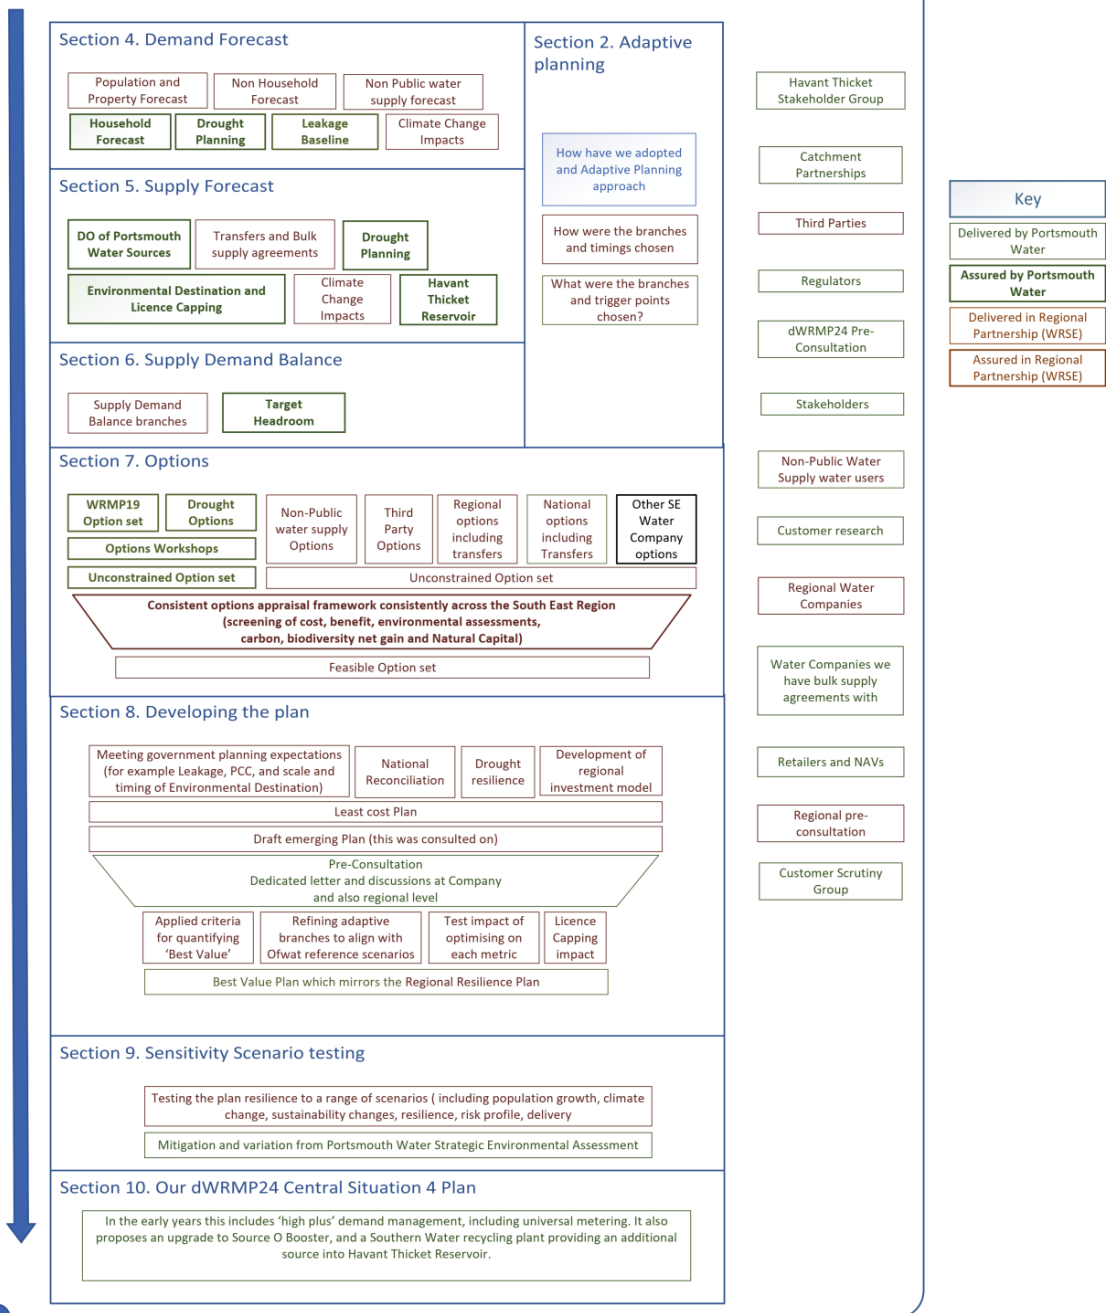 Section 4. Demand Forecast
Population and
Property Forecast
Non Household
Forecast
Non Public water
supply forecast
Household
Forecast
Drought
Planning
Leakage
Baseline
Climate Change
Impacts
Section 2. Adaptive
planning
How have we adopted
and Adaptive Planning
approach
How were the branches
and timings chosen
What were the branches
and trigger points
chosen?
Section 5. Supply Forecast
DO of Portsmouth
Water Sources
Transfers and Bulk
supply agreements
Drought
Planning
Environmental Destination and
Licence Capping
Climate
Change
Impacts
Havant
Thicket
Reservoir
Section 6. Supply Demand Balance
Supply Demand
Balance branches
Target
Headroom
Section 7. Options
WRMP19
Option set
Drought
Options
Options Workshops
Unconstrained Option set
Non-Public
water supply
Options
Third
Party
Options
Regional
options
including
transfers
National
options
including
Transfers
Other SE
Water
Company
options
Unconstrained Option set
Consistent options appraisal framework consistently across the South East Region
(screening of cost, benefit, environmental assessments,
carbon, biodiversity net gain and Natural Capital)
Feasible Option set
Section 8. Developing the plan
Meeting government planning expectations
(for example Leakage, PCC, and scale and
timing of Environmental Destination)
National
Reconciliation
Drought
resilience
Development of
regional
investment model
Least cost Plan
Draft emerging Plan (this was consulted on)
Pre-Consultation
Dedicated letter and discussions at Company
and also regional level
Applied criteria
for quantifying
‘Best Value’
Refining adaptive
branches to align with
Ofwat reference scenarios
Test impact of
optimising on
each metric
Licence
Capping
impact
Best Value Plan which mirrors the Regional Resilience Plan
Section 9. Sensitivity Scenario testing
Testing the plan resilience to a range of scenarios ( including population growth, climate
change, sustainability changes, resilience, risk profile, delivery
Mitigation and variation from Portsmouth Water Strategic Environmental Assessment
Section 10. Our dWRMP24 Central Situation 4 Plan
In the early years this includes ‘high plus’ demand management, including universal metering. It also
proposes an upgrade to Source O Booster, and a Southern Water recycling plant providing an additional
source into Havant Thicket Reservoir.
Havant Thicket
Stakeholder Group
Catchment
Partnerships
Third Parties
Regulators
dWRMP24 Pre-
Consultation
Stakeholders
Non-Public Water
Supply water users
Customer research
Regional Water
Companies
Water Companies we
have bulk supply
agreements with
Retailers and NAVs
Regional pre-
consultation
Customer Scrutiny
Group
Key
Delivered by Portsmouth
Water
Assured by Portsmouth
Water
Delivered in Regional
Partnership (WRSE)
Assured in Regional
Partnership (WRSE)